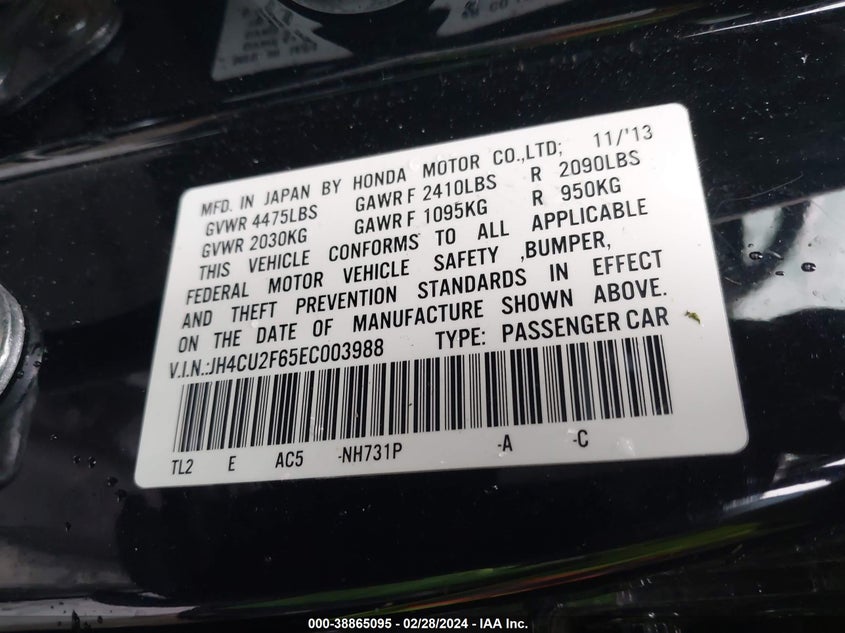 MFD. IN JAPAN BY HONDA MOTOR CO.,LTD; 11/'13
GVWR 4475LBS GAWR F 2410LBS R 2090LBS
GVWR 2030KG GAWR F 1095KG R 950KG
THIS VEHICLE CONFORMS TO ALL APPLICABLE
FEDERAL MOTOR VEHICLE SAFETY ,BUMPER,
AND THEFT PREVENTION STANDARDS IN EFFECT
ON THE DATE OF MANUFACTURE SHOWN ABOVE.
V.I.N.:JH4CU2F65EC003988 TYPE: PASSENGER CAR
TL2 E AC5 -NH731P -A -C
000-38865095 - 02/28/2024 - IAA Inc.